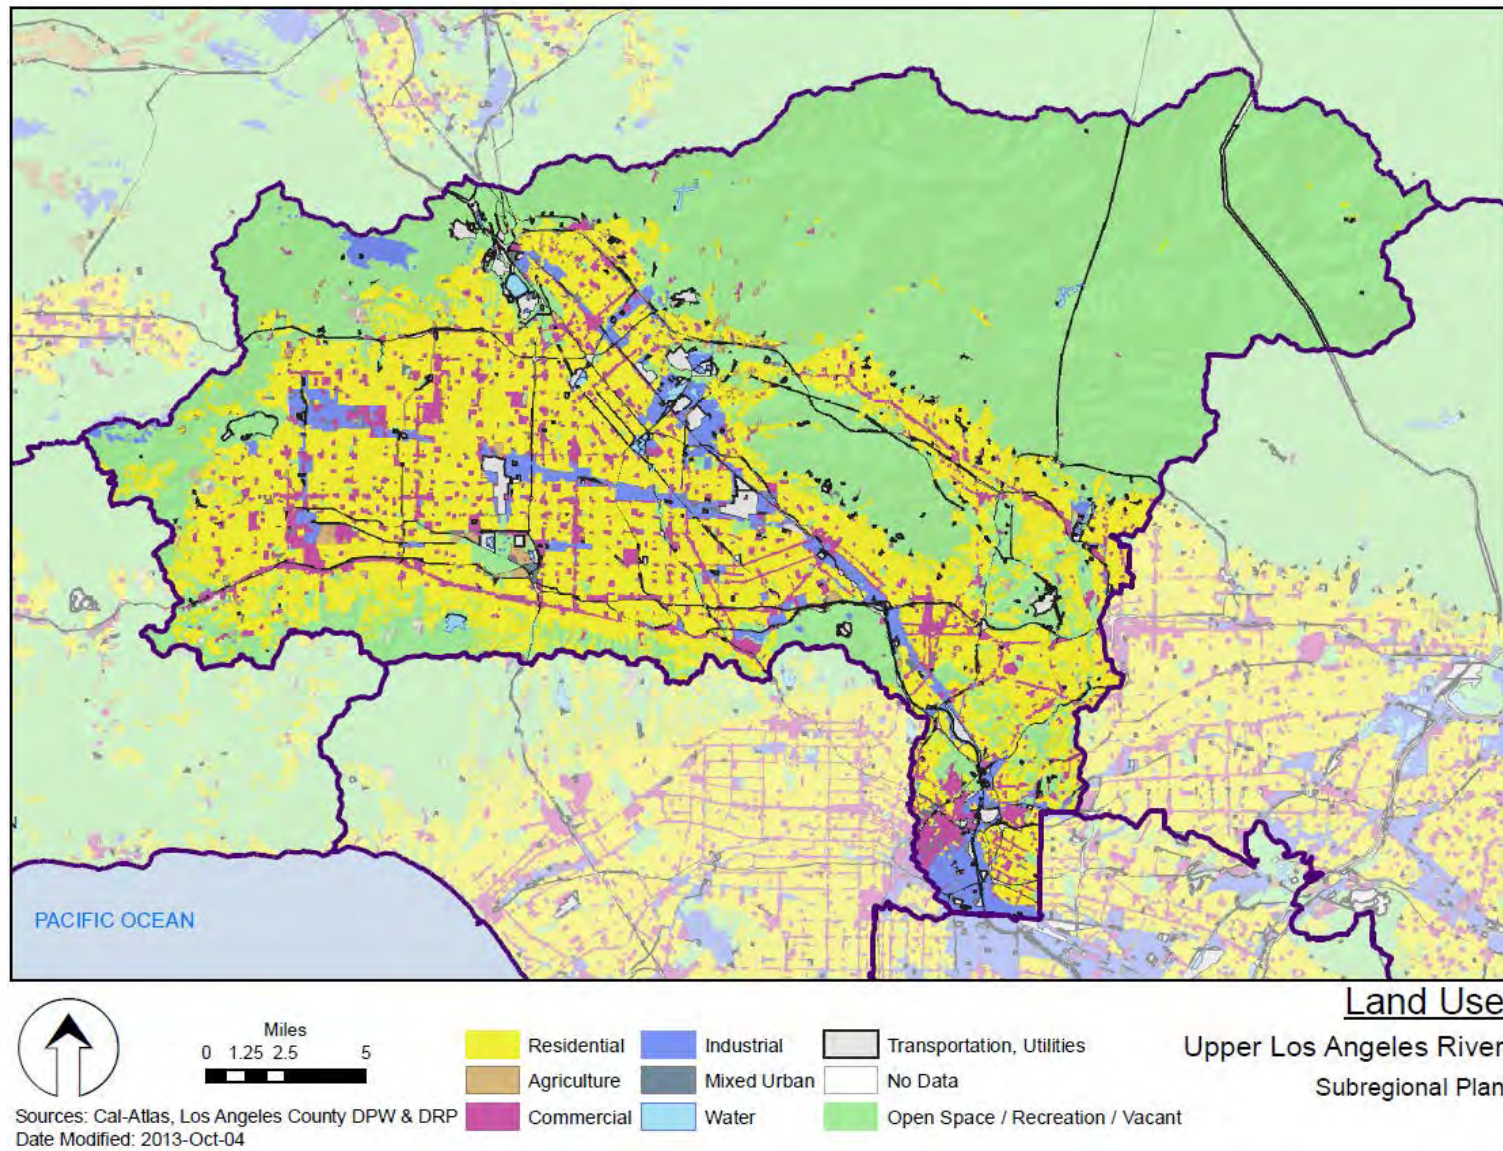 PACIFIC OCEAN
Land Use
Upper Los Angeles River
Subregional Plan
Miles
0 1.25 2.5 5
Residential
Industrial
Transportation, Utilities
Agriculture
Mixed Urban
No Data
Commercial
Water
Open Space / Recreation / Vacant
Sources: Cal-Atlas, Los Angeles County DPW & DRP
Date Modified: 2013-Oct-04